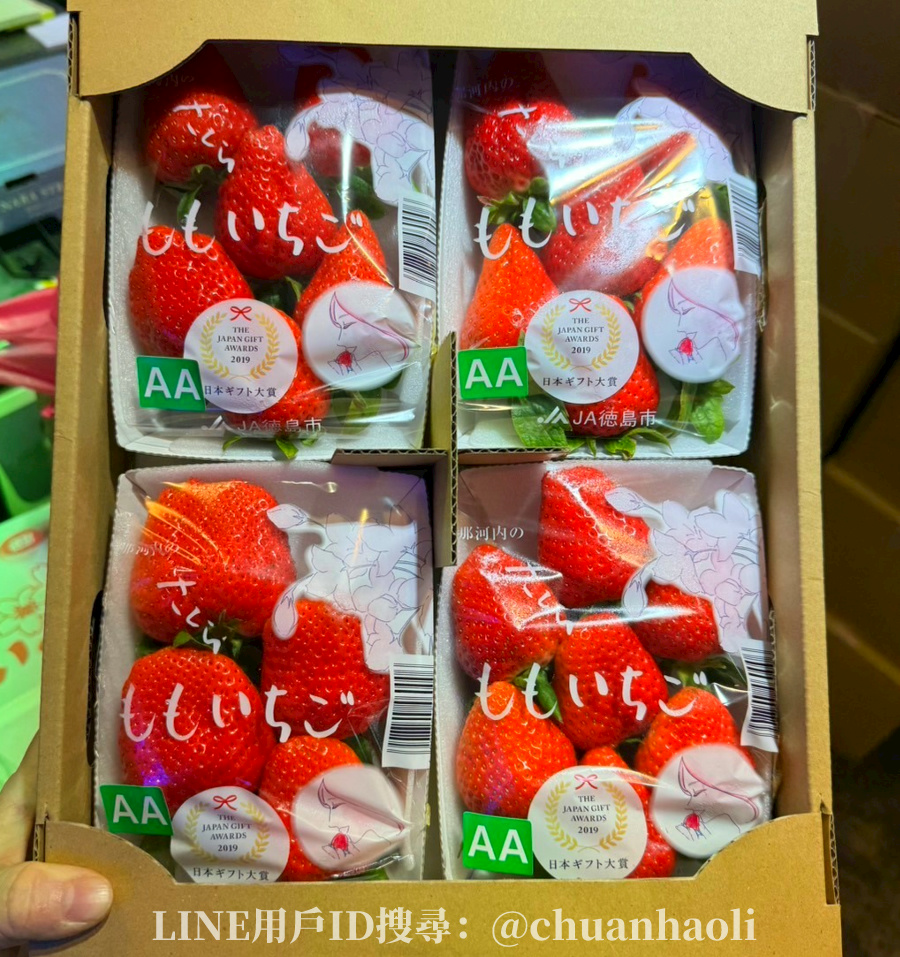 さくら
ももいちご
THE
JAPAN GIFT
AWARDS
2019
日本ギフト大賞
AA
JA徳島市
ももいちご
THE
JAPAN GIFT
AWARDS
2019
日本ギフト大賞
AA
JA徳島市
那河内の
さくら
ももいちご
THE
JAPAN GIFT
AWARDS
2019
日本ギフト大賞
AA
那河内の
さくら
ももいちご
THE
JAPAN GIFT
AWARDS
2019
日本ギフト大賞
AA
LINE用戶ID搜尋：@chuanhaoli